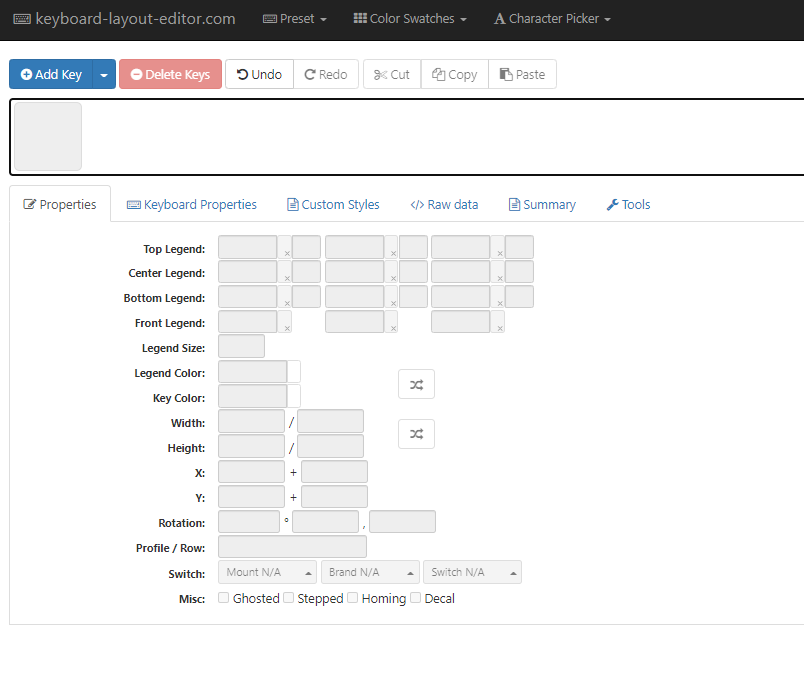 keyboard-layout-editor.com Preset Color Swatches Character Picker
Add Key Delete Keys Undo Redo Cut Copy Paste
Properties Keyboard Properties Custom Styles </> Raw data Summary Tools
Top Legend: × × ×
Center Legend: × × ×
Bottom Legend: × × ×
Front Legend: × × ×
Legend Size:
Legend Color:
Key Color:
Width: /
Height: /
X: +
Y: +
Rotation: ° ,
Profile / Row:
Switch: Mount N/A Brand N/A Switch N/A
Misc: Ghosted Stepped Homing Decal